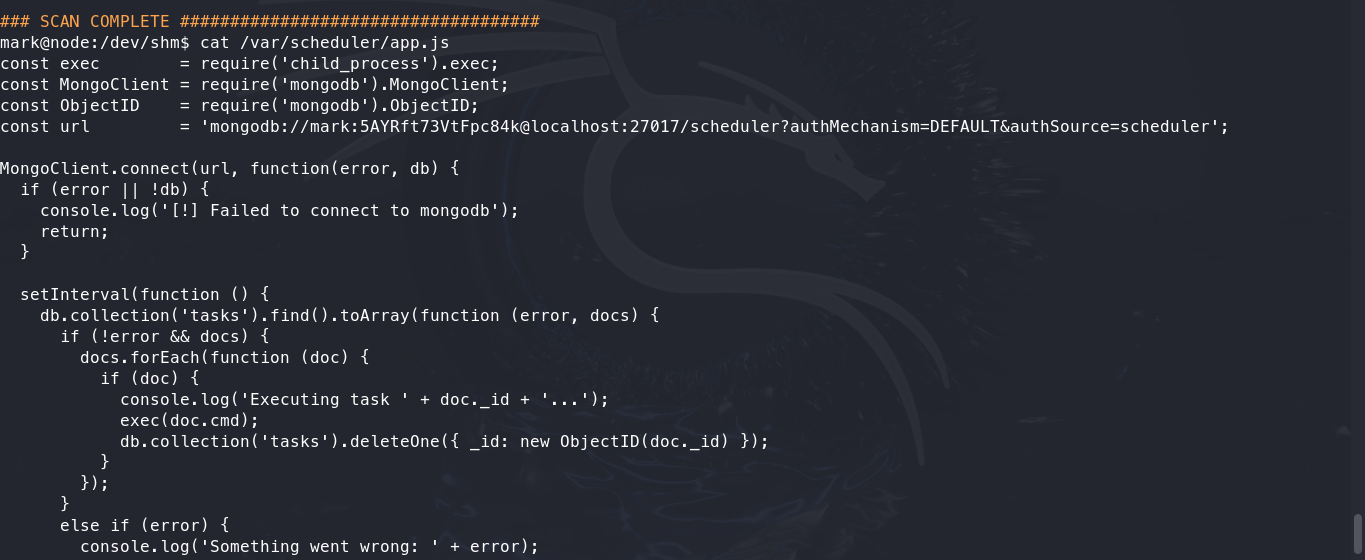 ### SCAN COMPLETE ####################################
mark@node:/dev/shm$ cat /var/scheduler/app.js
const exec        = require('child_process').exec;
const MongoClient = require('mongodb').MongoClient;
const ObjectID    = require('mongodb').ObjectID;
const url         = 'mongodb://mark:5AYRft73VtFpc84k@localhost:27017/scheduler?authMechanism=DEFAULT&authSource=scheduler';

MongoClient.connect(url, function(error, db) {
  if (error || !db) {
    console.log('[!] Failed to connect to mongodb');
    return;
  }

  setInterval(function () {
    db.collection('tasks').find().toArray(function (error, docs) {
      if (!error && docs) {
        docs.forEach(function (doc) {
          if (doc) {
            console.log('Executing task ' + doc._id + '...');
            exec(doc.cmd);
            db.collection('tasks').deleteOne({ _id: new ObjectID(doc._id) });
          }
        });
      }
      else if (error) {
        console.log('Something went wrong: ' + error);